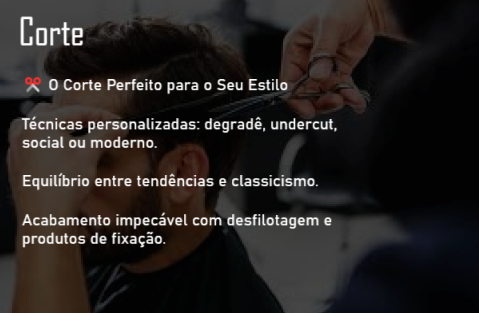 Corte
✂ O Corte Perfeito para o Seu Estilo
Técnicas personalizadas: degradê, undercut,
social ou moderno.
Equilíbrio entre tendências e classicismo.
Acabamento impecável com desfilotagem e
produtos de fixação.